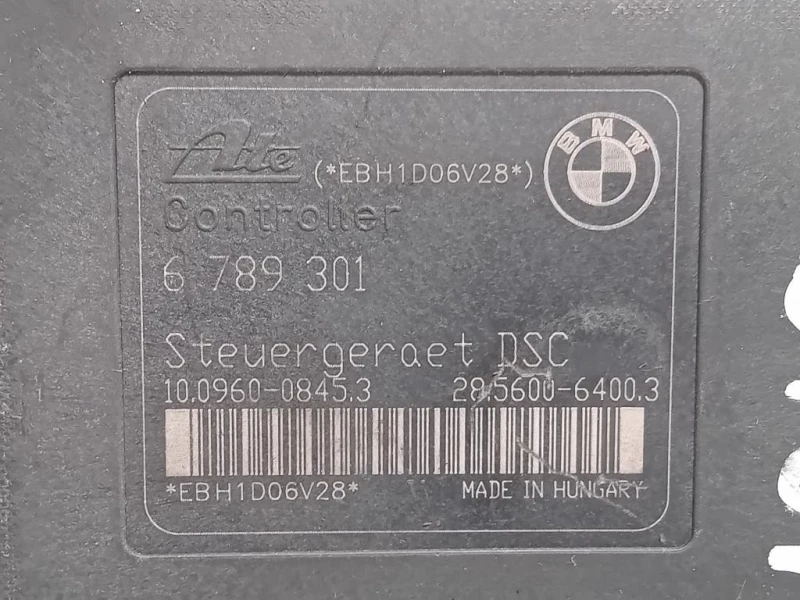 Ate (*EBH1D06V28*)
BMW
Controller
6 789 301
Steuergeraet DSC
10.0960-0845.3 28.5600-6400.3
*EBH1D06V28* MADE IN HUNGARY